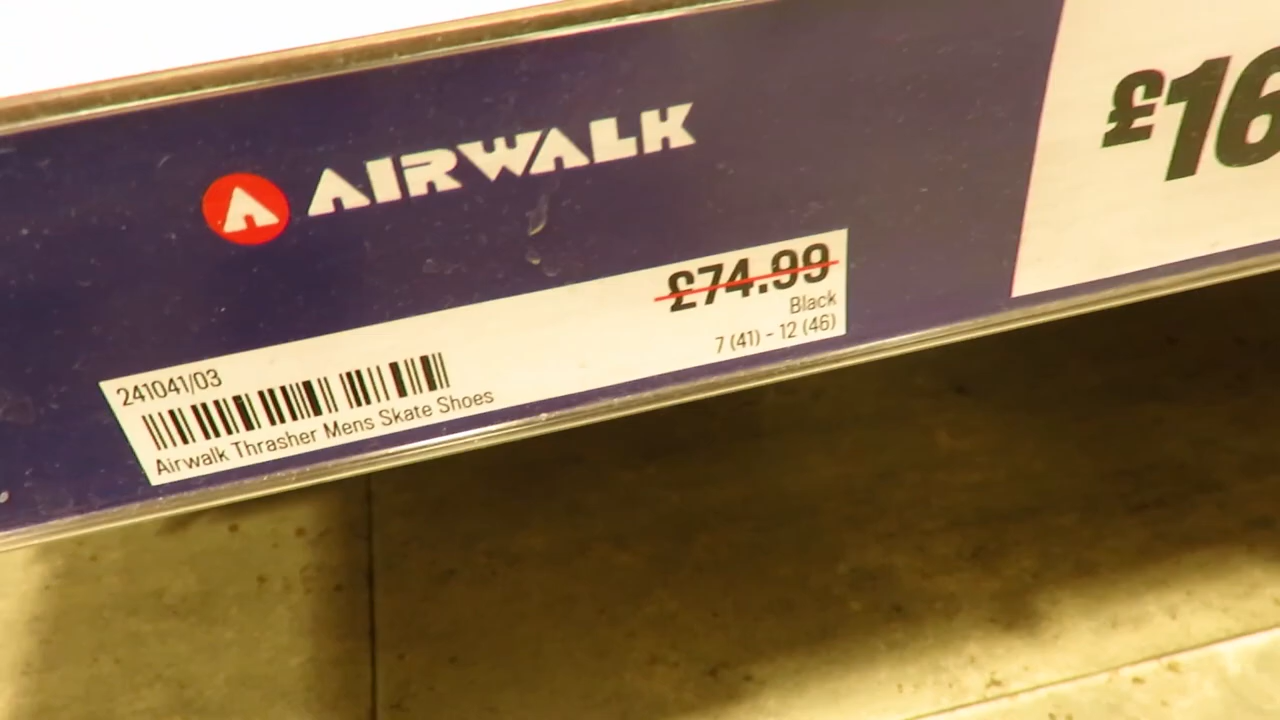 AIRWALK
£16
£74.99
Black
7 (41) - 12 (46)
241041/03
Airwalk Thrasher Mens Skate Shoes